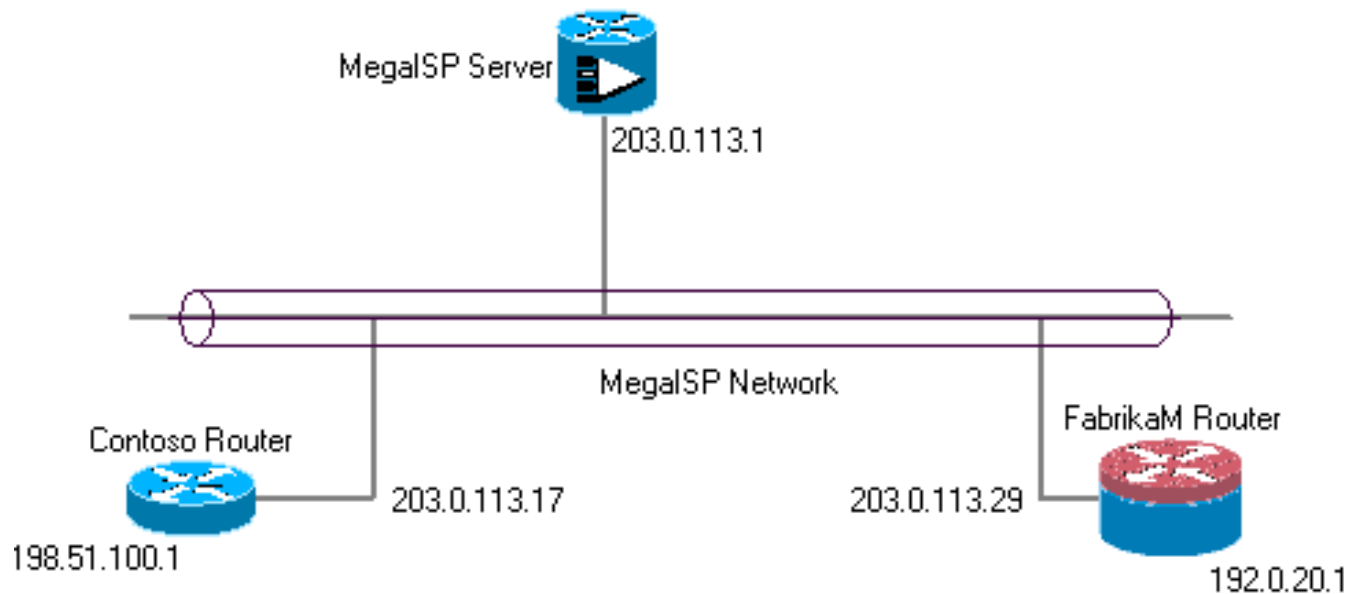 MegaISP Server
203.0.113.1
MegaISP Network
Contoso Router
FabrikaM Router
203.0.113.17
203.0.113.29
198.51.100.1
192.0.20.1